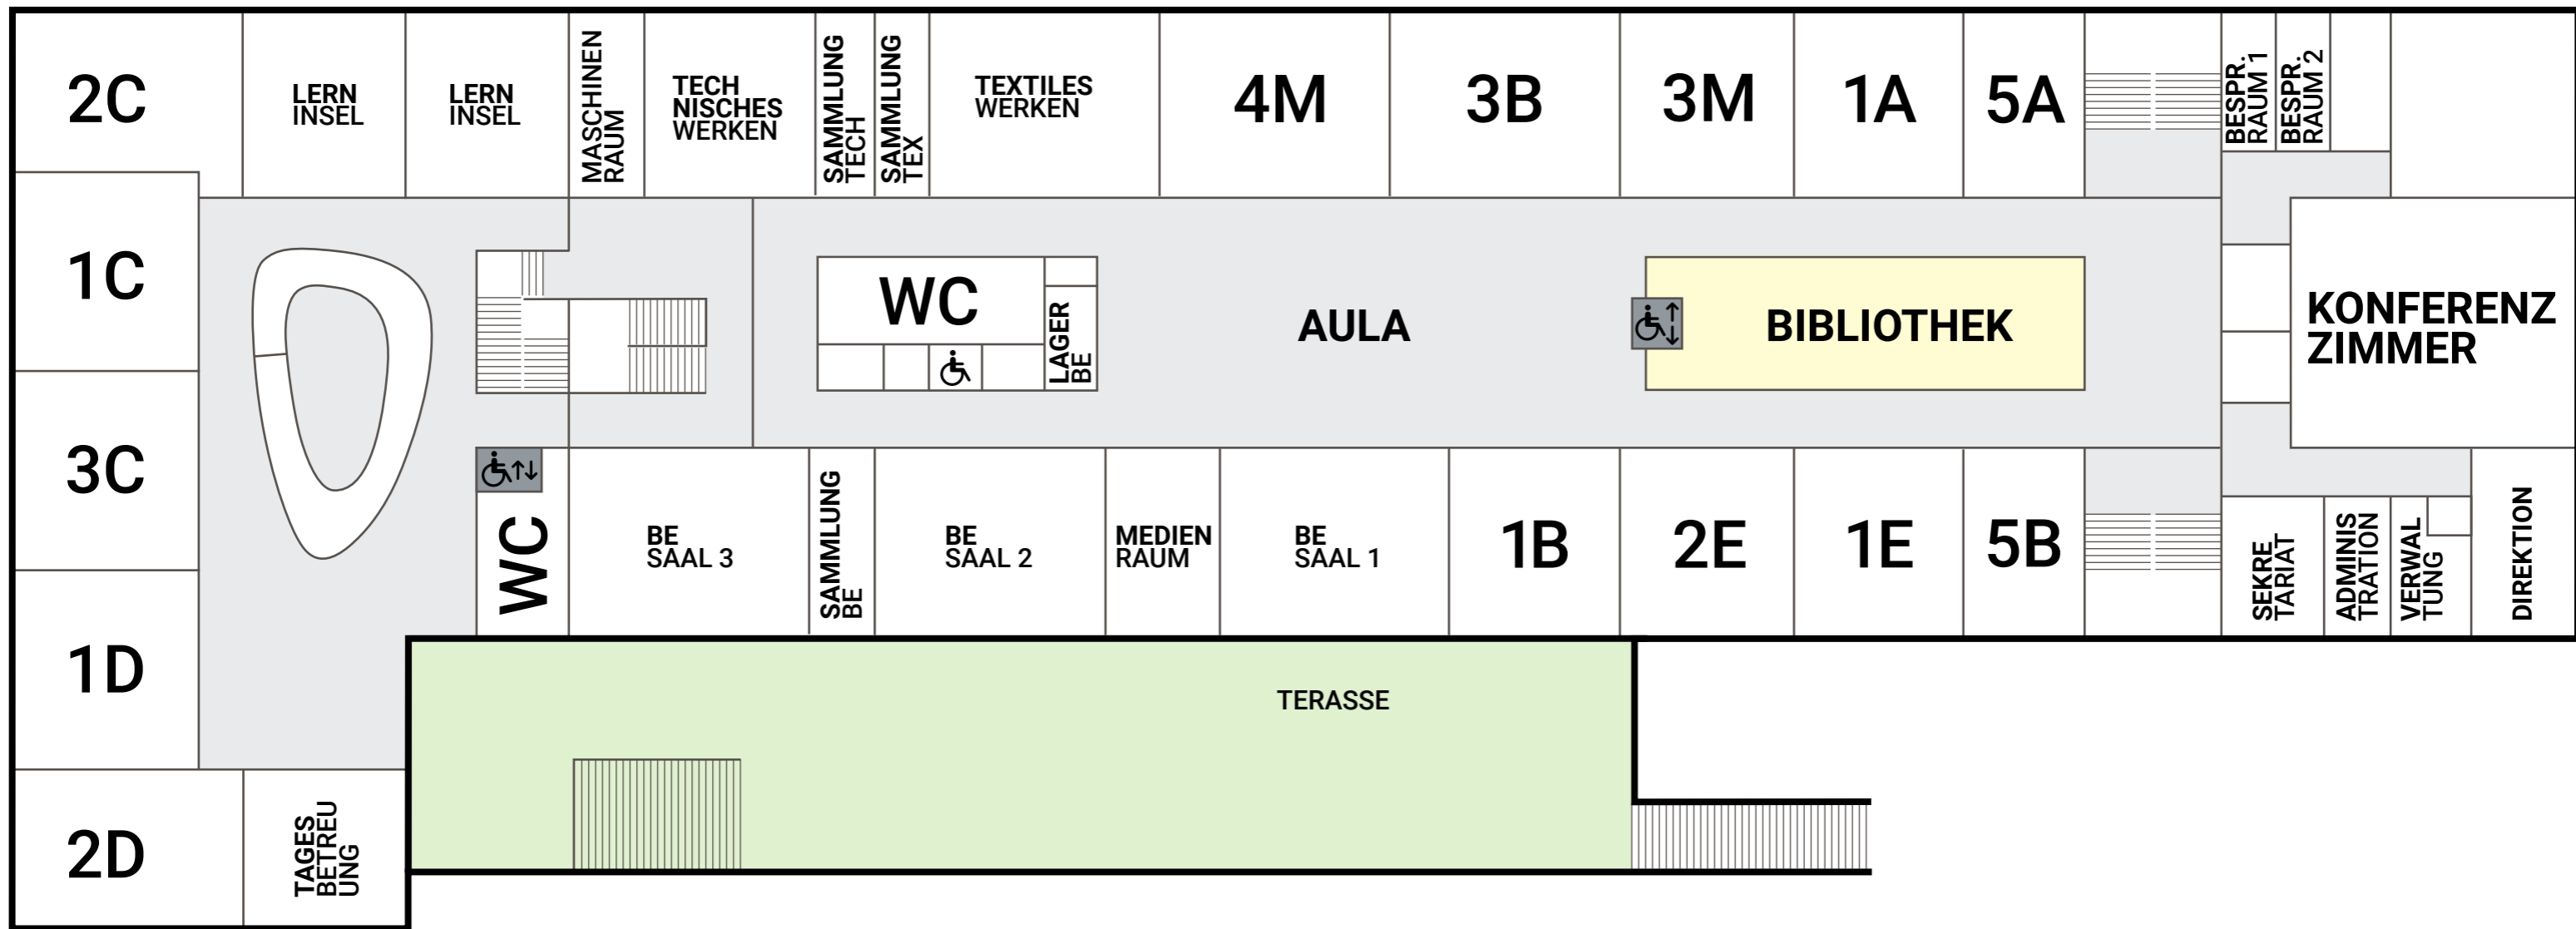 2C
LERN
INSEL
LERN
INSEL
MASCHINEN
RAUM
TECH
NISCHES
WERKEN
SAMMLUNG
TECH
SAMMLUNG
TEX
TEXTILES
WERKEN
4M
3B
3M
1A
5A
BESPR.
RAUM 1
BESPR.
RAUM 2
1C
WC
LAGER
BE
AULA
BIBLIOTHEK
KONFERENZ
ZIMMER
3C
WC
BE
SAAL 3
SAMMLUNG
BE
BE
SAAL 2
MEDIEN
RAUM
BE
SAAL 1
1B
2E
1E
5B
SEKRE
TARIAT
ADMINIS
TRATION
VERWAL
TUNG
DIREKTION
1D
TERASSE
2D
TAGES
BETREU
UNG